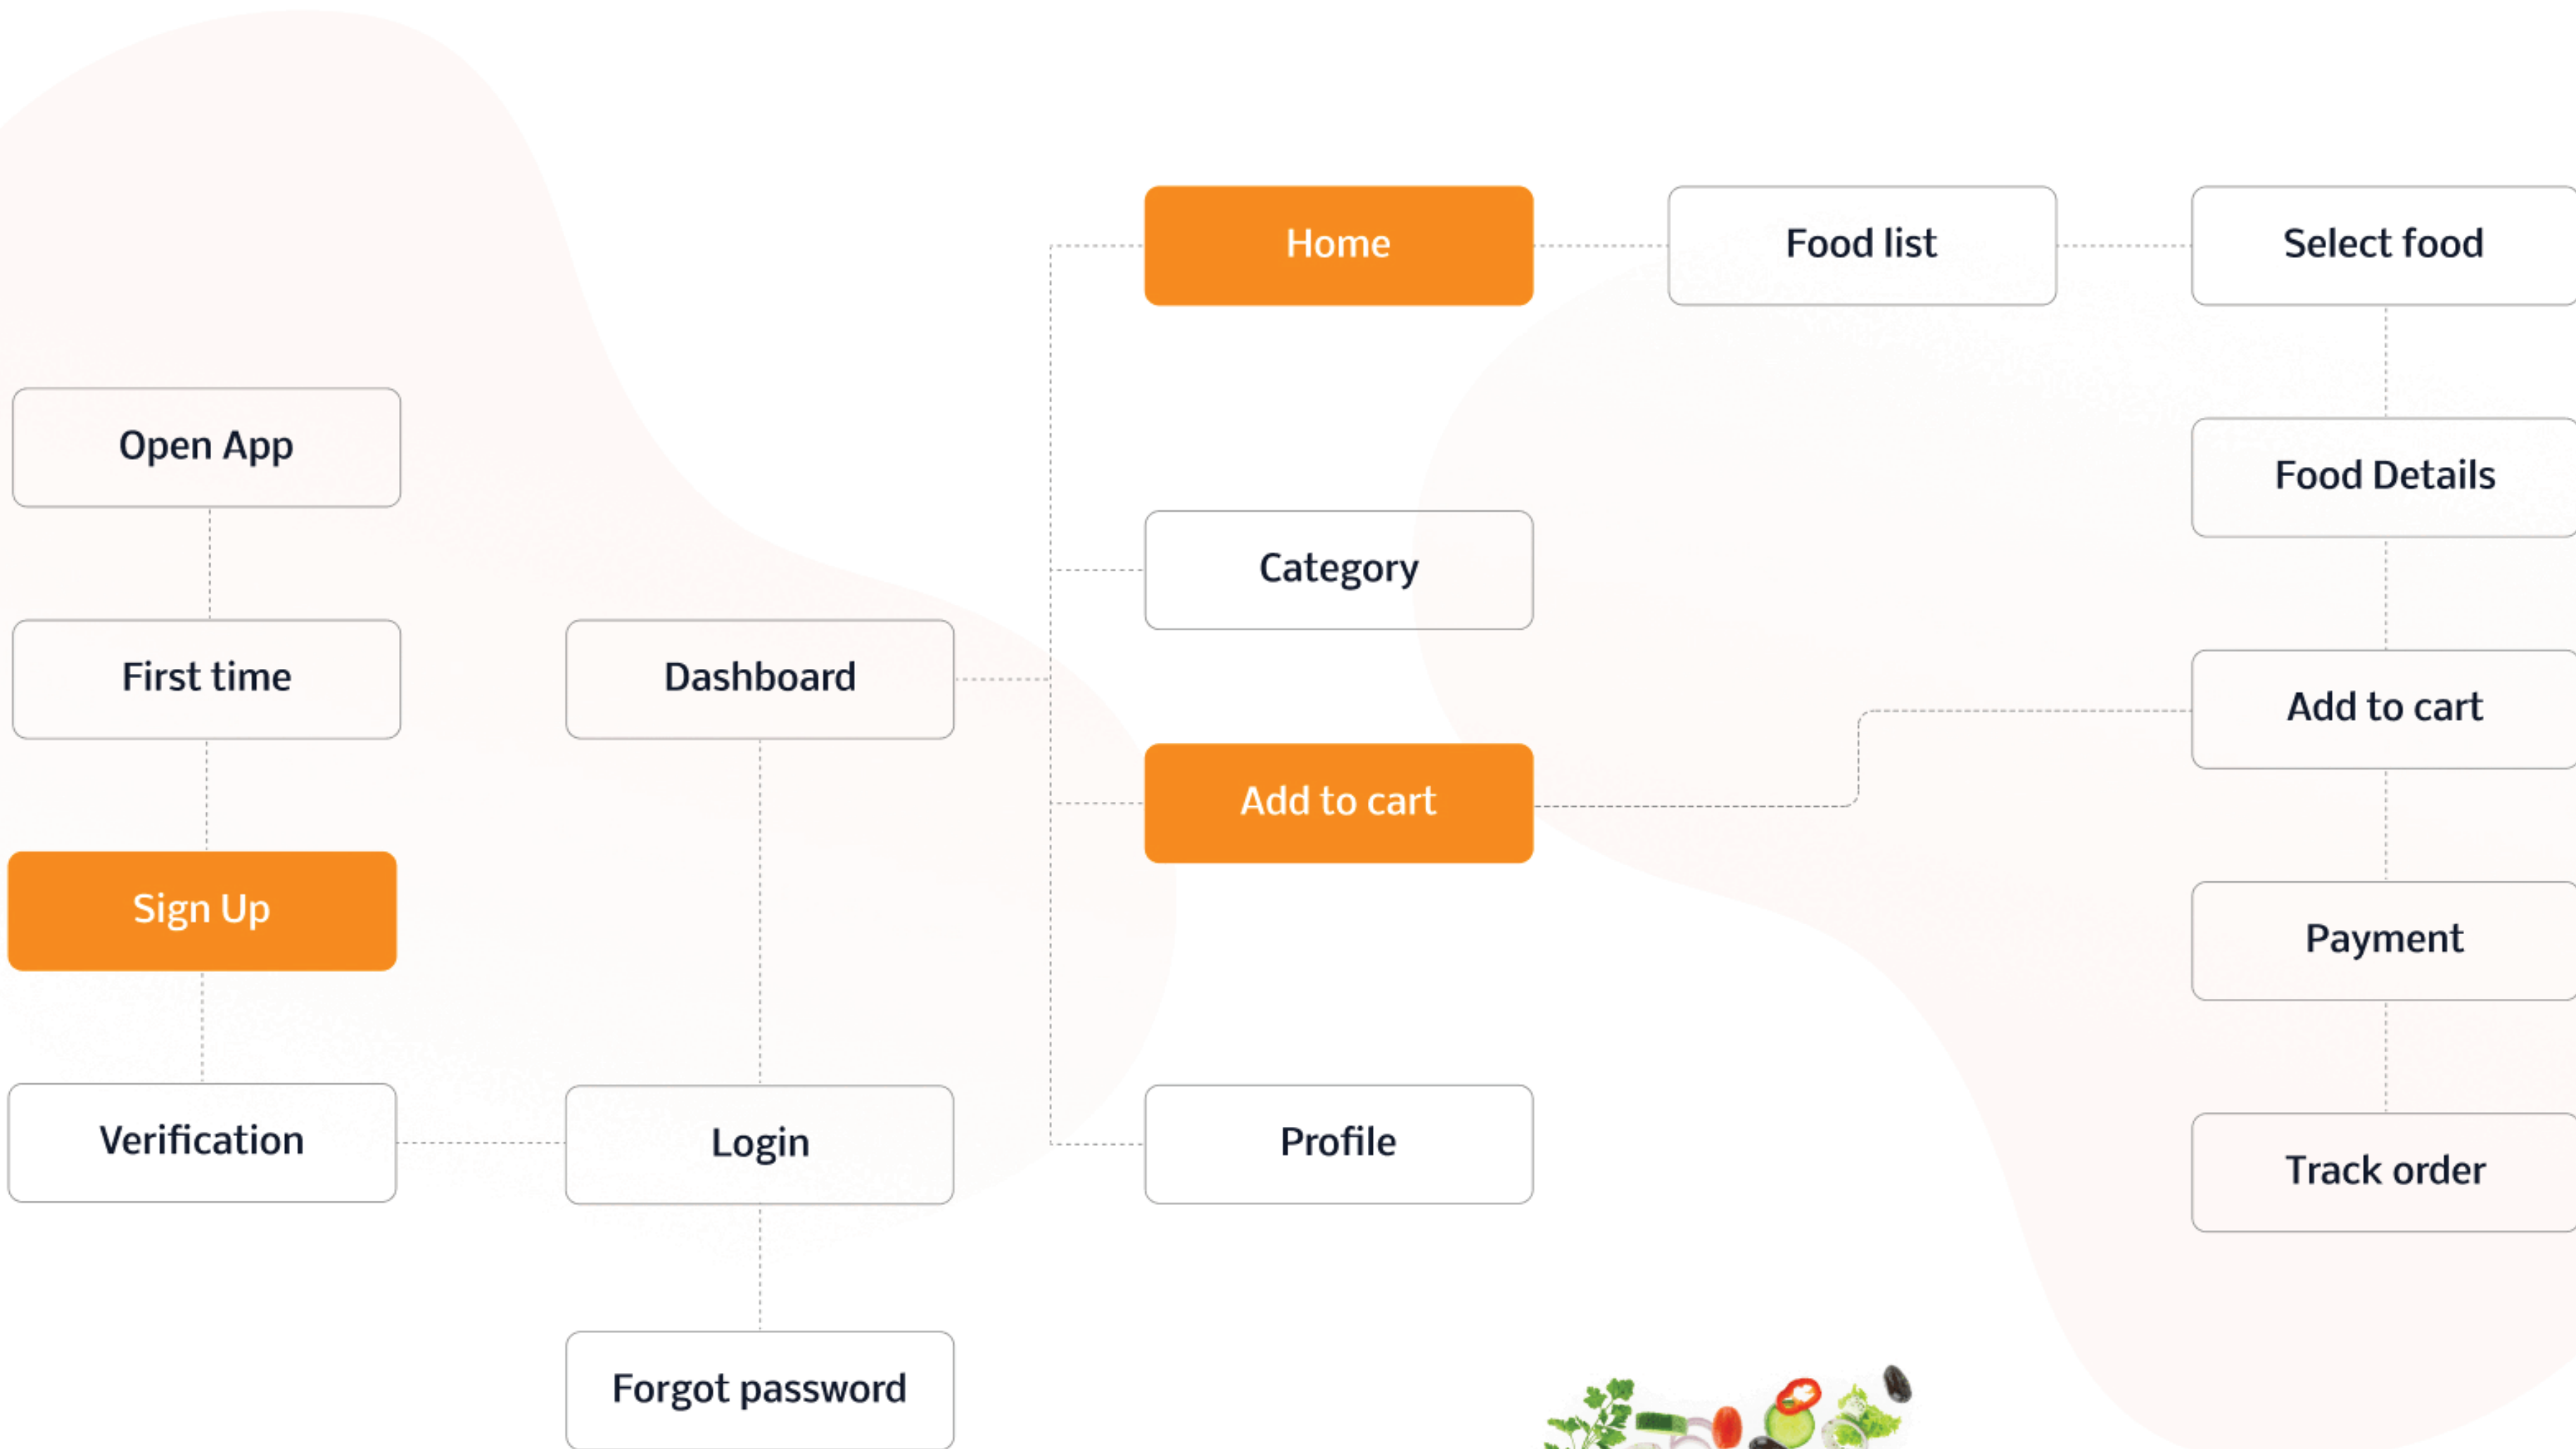 Home
Food list
Select food
Open App
Food Details
Category
First time
Dashboard
Add to cart
Add to cart
Sign Up
Payment
Verification
Login
Profile
Track order
Forgot password